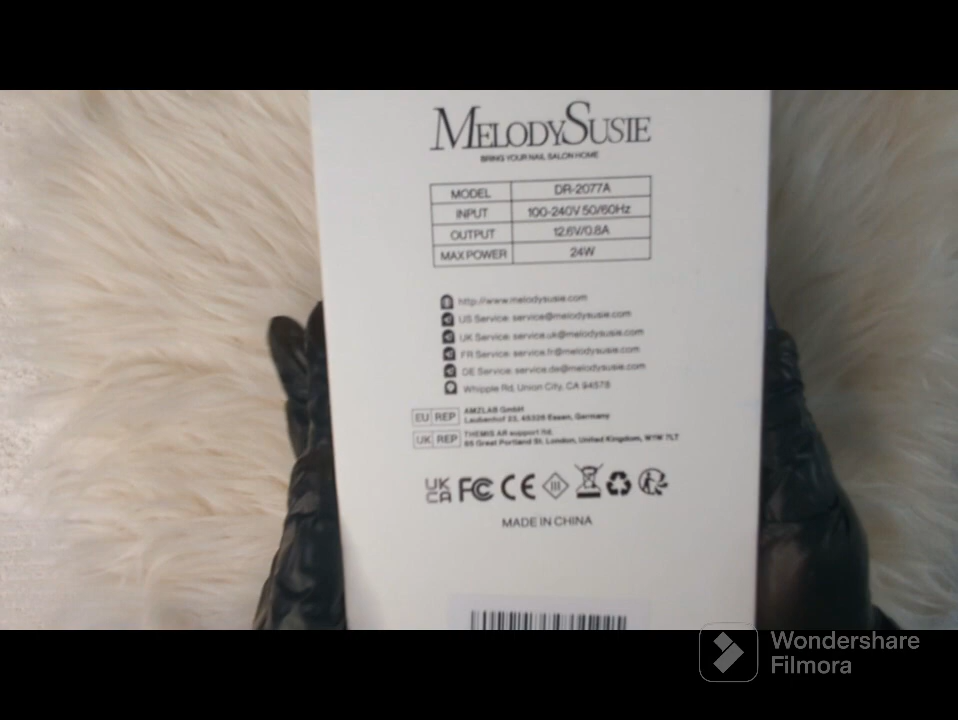 MELODYSUSIE
BRING YOUR NAIL SALON HOME
MODEL DR-2077A
INPUT 100-240V 50/60Hz
OUTPUT 12.6V/0.8A
MAX POWER 24W
http://www.melodysusie.com
US Service: service@melodysusie.com
UK Service: service.uk@melodysusie.com
FR Service: service.fr@melodysusie.com
DE Service: service.de@melodysusie.com
Whipple Rd, Union City, CA 94578
EU REP AMZLAB GmbH
Laubenhof 23, 45326 Essen, Germany
UK REP THEMIS AR support ltd.
85 Great Portland St. London, United Kingdom, W1W 7LT
UK CA FC CE III
MADE IN CHINA
Wondershare
Filmora